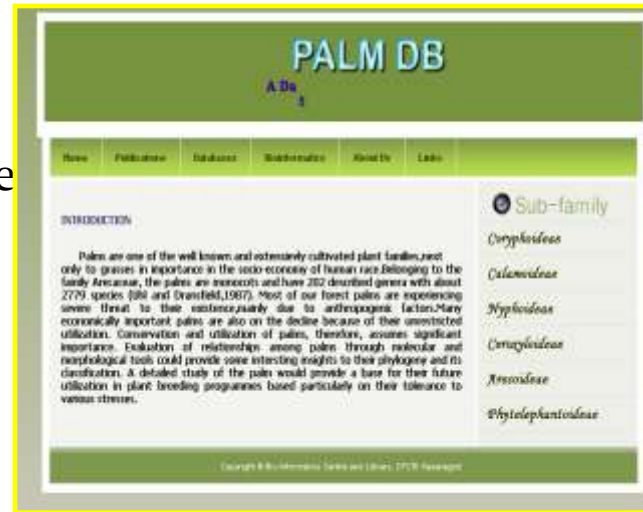 PALM DB
A Da
e
Home Publications Databases Bioinformatics About Us Links
Sub-family
INTRODUCTION
Coryphoideae
Palms are one of the well known and extensively cultivated plant families,next
only to grasses in importance in the socio-economy of human race.Belonging to the
family Arecaceae, the palms are monocots and have 202 described genera with about
2779 species (Uhl and Dransfield,1987). Most of our forest palms are experiencing
severe threat to their existence,mainly due to anthropogenic factors.Many
economically important palms are also on the decline because of their unrestricted
utilization. Conservation and utilization of palms, therefore, assumes significant
importance. Evaluation of relationships among palms through molecular and
morphological tools could provide some intersting insights to their phylogeny and its
classification. A detailed study of the palm would provide a base for their future
utilization in plant breeding programmes based particularly on their tolerance to
various stresses.
Calamoideae
Nyphoideae
Ceroxyloideae
Arecoideae
Phytelephantoideae
Copyright